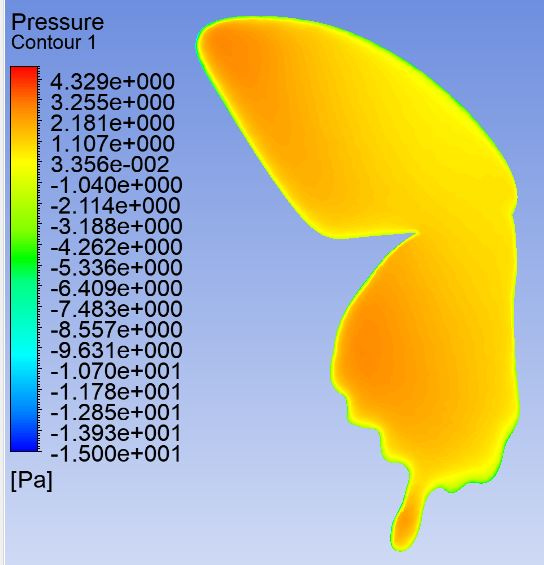 Pressure
Contour 1
4.329e+000
3.255e+000
2.181e+000
1.107e+000
3.356e-002
-1.040e+000
-2.114e+000
-3.188e+000
-4.262e+000
-5.336e+000
-6.409e+000
-7.483e+000
-8.557e+000
-9.631e+000
-1.070e+001
-1.178e+001
-1.285e+001
-1.393e+001
-1.500e+001
[Pa]